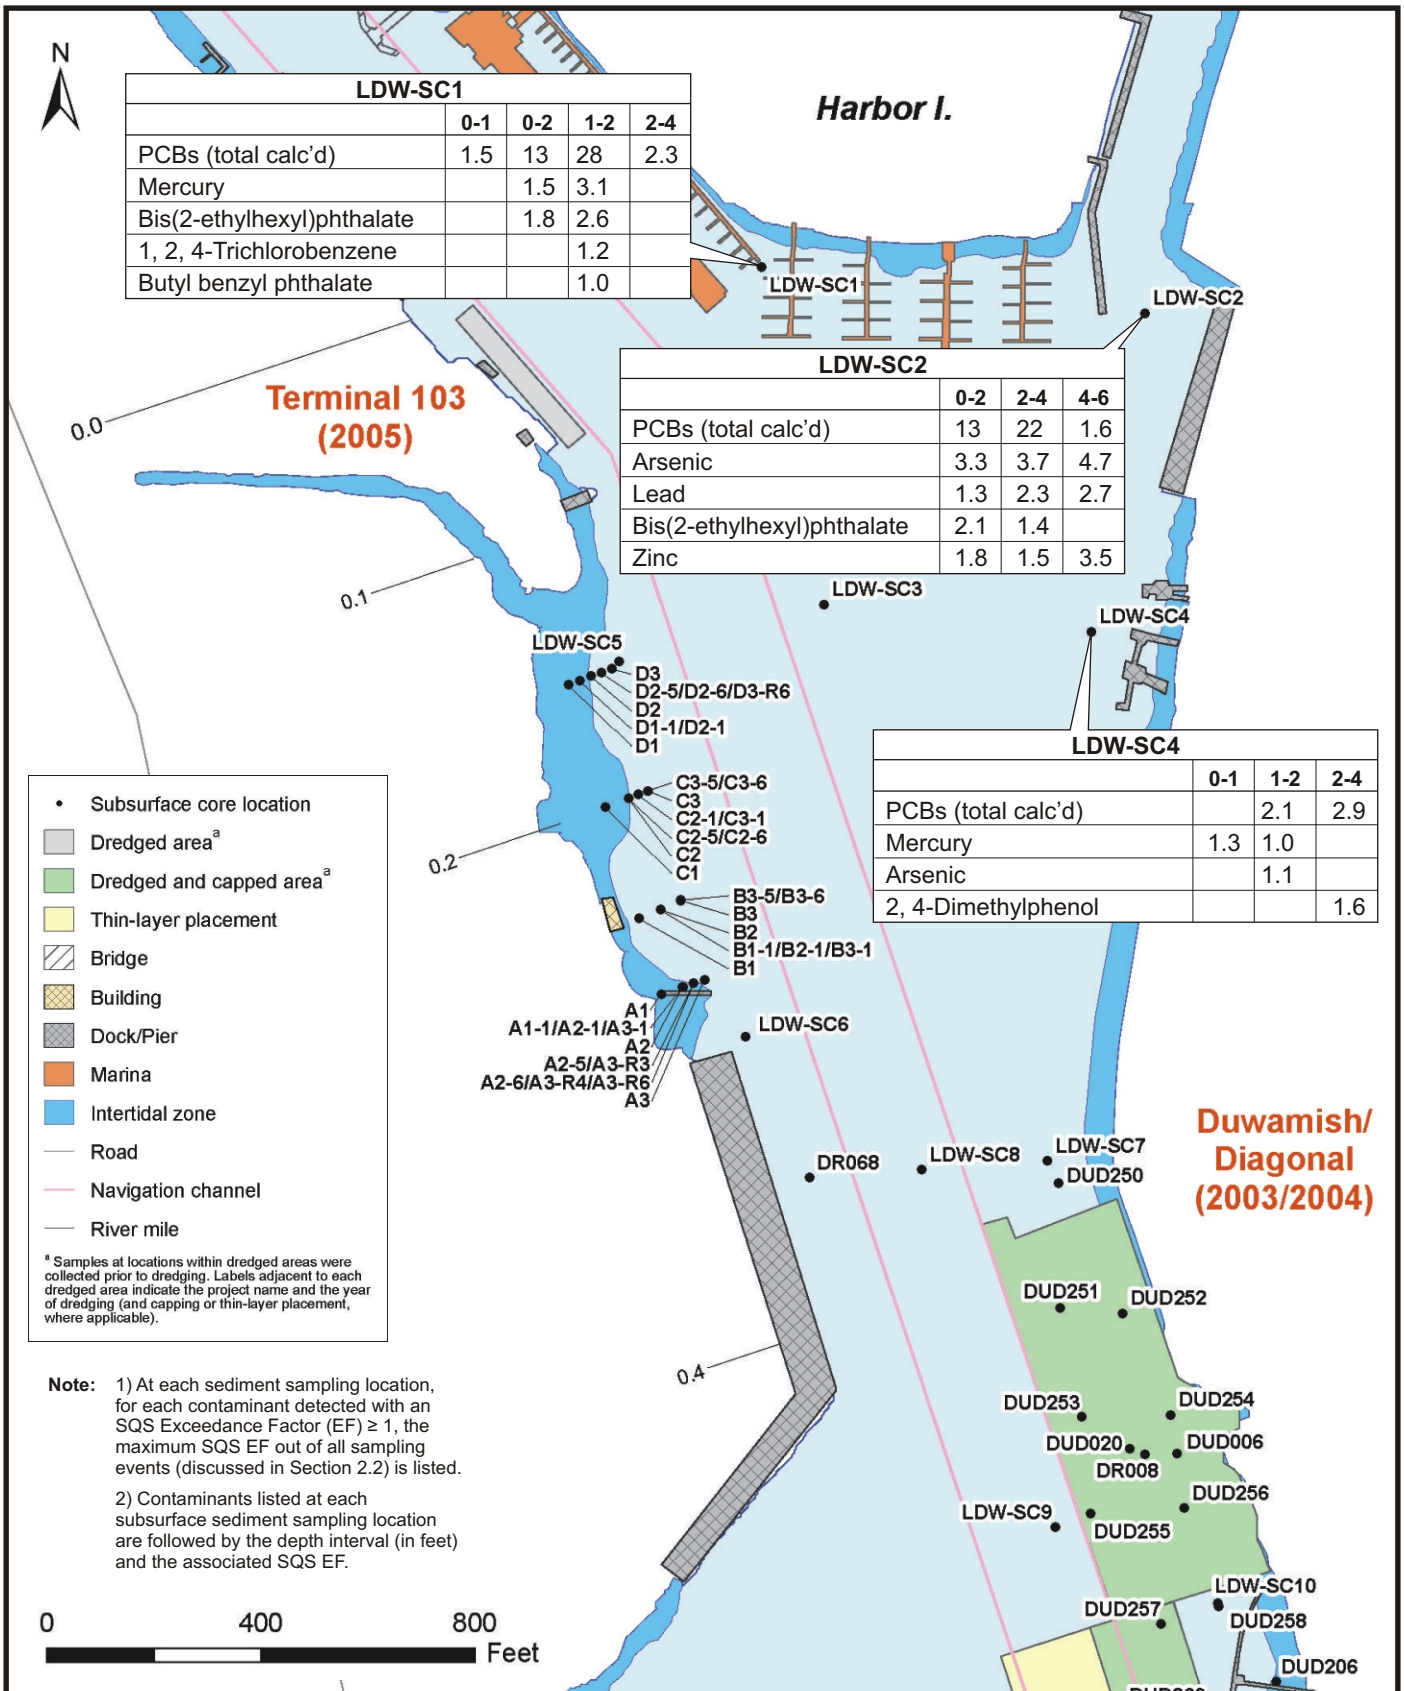 N
Harbor I.
LDW-SC1
0-1 0-2 1-2 2-4
PCBs (total calc'd) 1.5 13 28 2.3
Mercury 1.5 3.1
Bis(2-ethylhexyl)phthalate 1.8 2.6
1, 2, 4-Trichlorobenzene 1.2
Butyl benzyl phthalate 1.0
LDW-SC1
LDW-SC2
LDW-SC2
0-2 2-4 4-6
PCBs (total calc'd) 13 22 1.6
Arsenic 3.3 3.7 4.7
Lead 1.3 2.3 2.7
Bis(2-ethylhexyl)phthalate 2.1 1.4
Zinc 1.8 1.5 3.5
Terminal 103
(2005)
0.0
0.1
LDW-SC3
LDW-SC4
LDW-SC5
D3
D2-5/D2-6/D3-R6
D2
D1-1/D2-1
D1
LDW-SC4
0-1 1-2 2-4
PCBs (total calc'd) 2.1 2.9
Mercury 1.3 1.0
Arsenic 1.1
2, 4-Dimethylphenol 1.6
C3-5/C3-6
C3
C2-1/C3-1
C2-5/C2-6
C2
C1
0.2
B3-5/B3-6
B3
B2
B1-1/B2-1/B3-1
B1
A1
A1-1/A2-1/A3-1
A2
A2-5/A3-R3
A2-6/A3-R4/A3-R6
A3
LDW-SC6
Subsurface core location
Dredged area a
Dredged and capped area a
Thin-layer placement
Bridge
Building
Dock/Pier
Marina
Intertidal zone
Road
Navigation channel
River mile
a Samples at locations within dredged areas were
collected prior to dredging. Labels adjacent to each
dredged area indicate the project name and the year
of dredging (and capping or thin-layer placement,
where applicable).
Duwamish/
Diagonal
(2003/2004)
DR068
LDW-SC8
LDW-SC7
DUD250
DUD251
DUD252
0.4
DUD253
DUD254
DUD020
DUD006
DR008
DUD256
LDW-SC9
DUD255
LDW-SC10
DUD257
DUD258
DUD206
Note: 1) At each sediment sampling location,
for each contaminant detected with an
SQS Exceedance Factor (EF) ≥ 1, the
maximum SQS EF out of all sampling
events (discussed in Section 2.2) is listed.
2) Contaminants listed at each
subsurface sediment sampling location
are followed by the depth interval (in feet)
and the associated SQS EF.
0 400 800
Feet